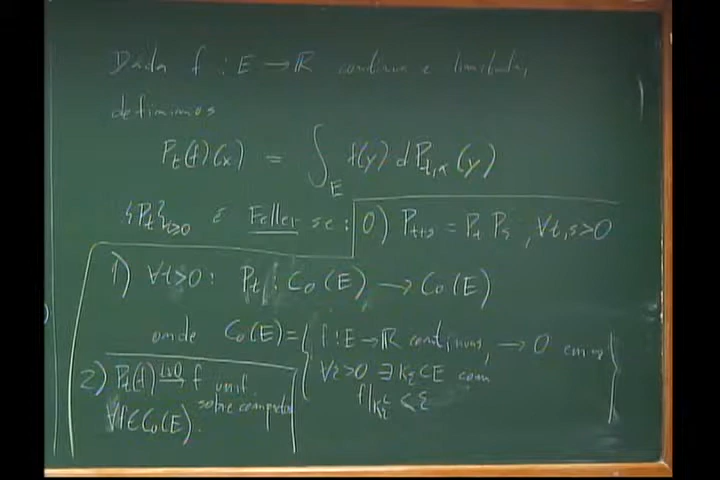 Dada f : E → ℝ contínua e limitada,
definimos
P_t(f)(x) = ∫_E f(y) dP_{t,x}(y)
{P_t}_{t≥0} é Feller se: 0) P_{t+s} = P_t P_s, ∀t,s>0
1) ∀t>0: P_t : C_0(E) → C_0(E)
onde C_0(E) = { f : E → ℝ contínuas, → 0 em ∞
∀ε>0 ∃ K_ε ⊂ E com
f|_{K_ε^c} < ε }
2) P_t(f) →^{t↓0} f unif.
sobre compactos
∀f∈C_0(E).